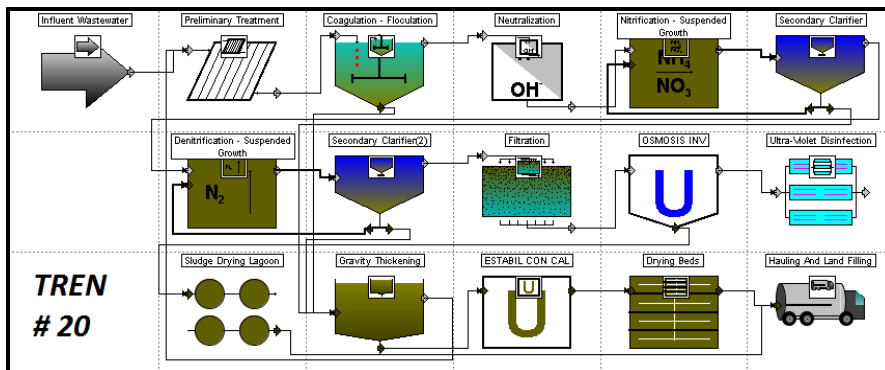 Influent Wastewater
Preliminary Treatment
Coagulation - Floculation
Neutralization
Nitrification - Suspended
Growth
Secondary Clarifier
OH⁻
NH₄
NO₃
Denitrification - Suspended
Growth
Secondary Clarifier(2)
Filtration
OSMOSIS INV
Ultra-Violet Disinfection
N₂
U
Sludge Drying Lagoon
Gravity Thickening
ESTABIL CON CAL
Drying Beds
Hauling And Land Filling
TREN
# 20
U
U